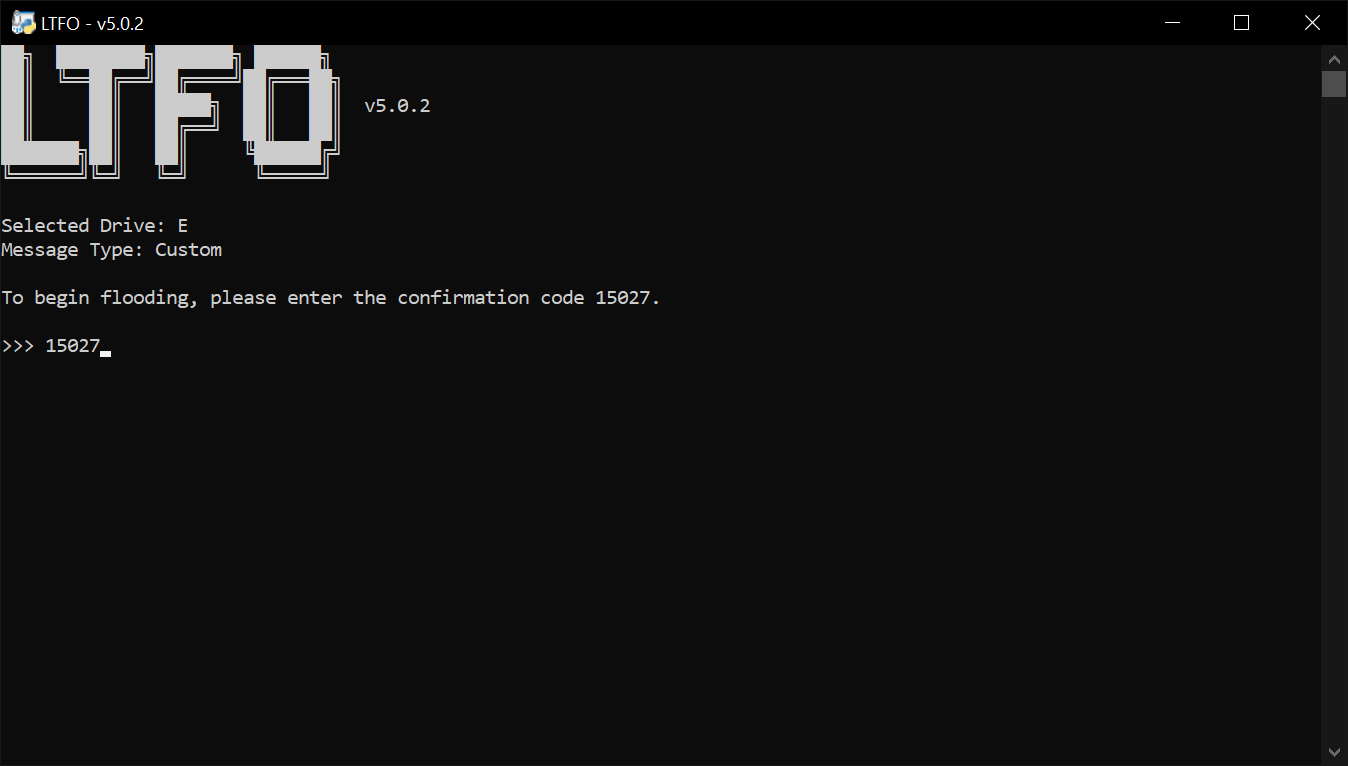 LTFO - v5.0.2
LTFO
v5.0.2
Selected Drive: E
Message Type: Custom
To begin flooding, please enter the confirmation code 15027.
>>> 15027